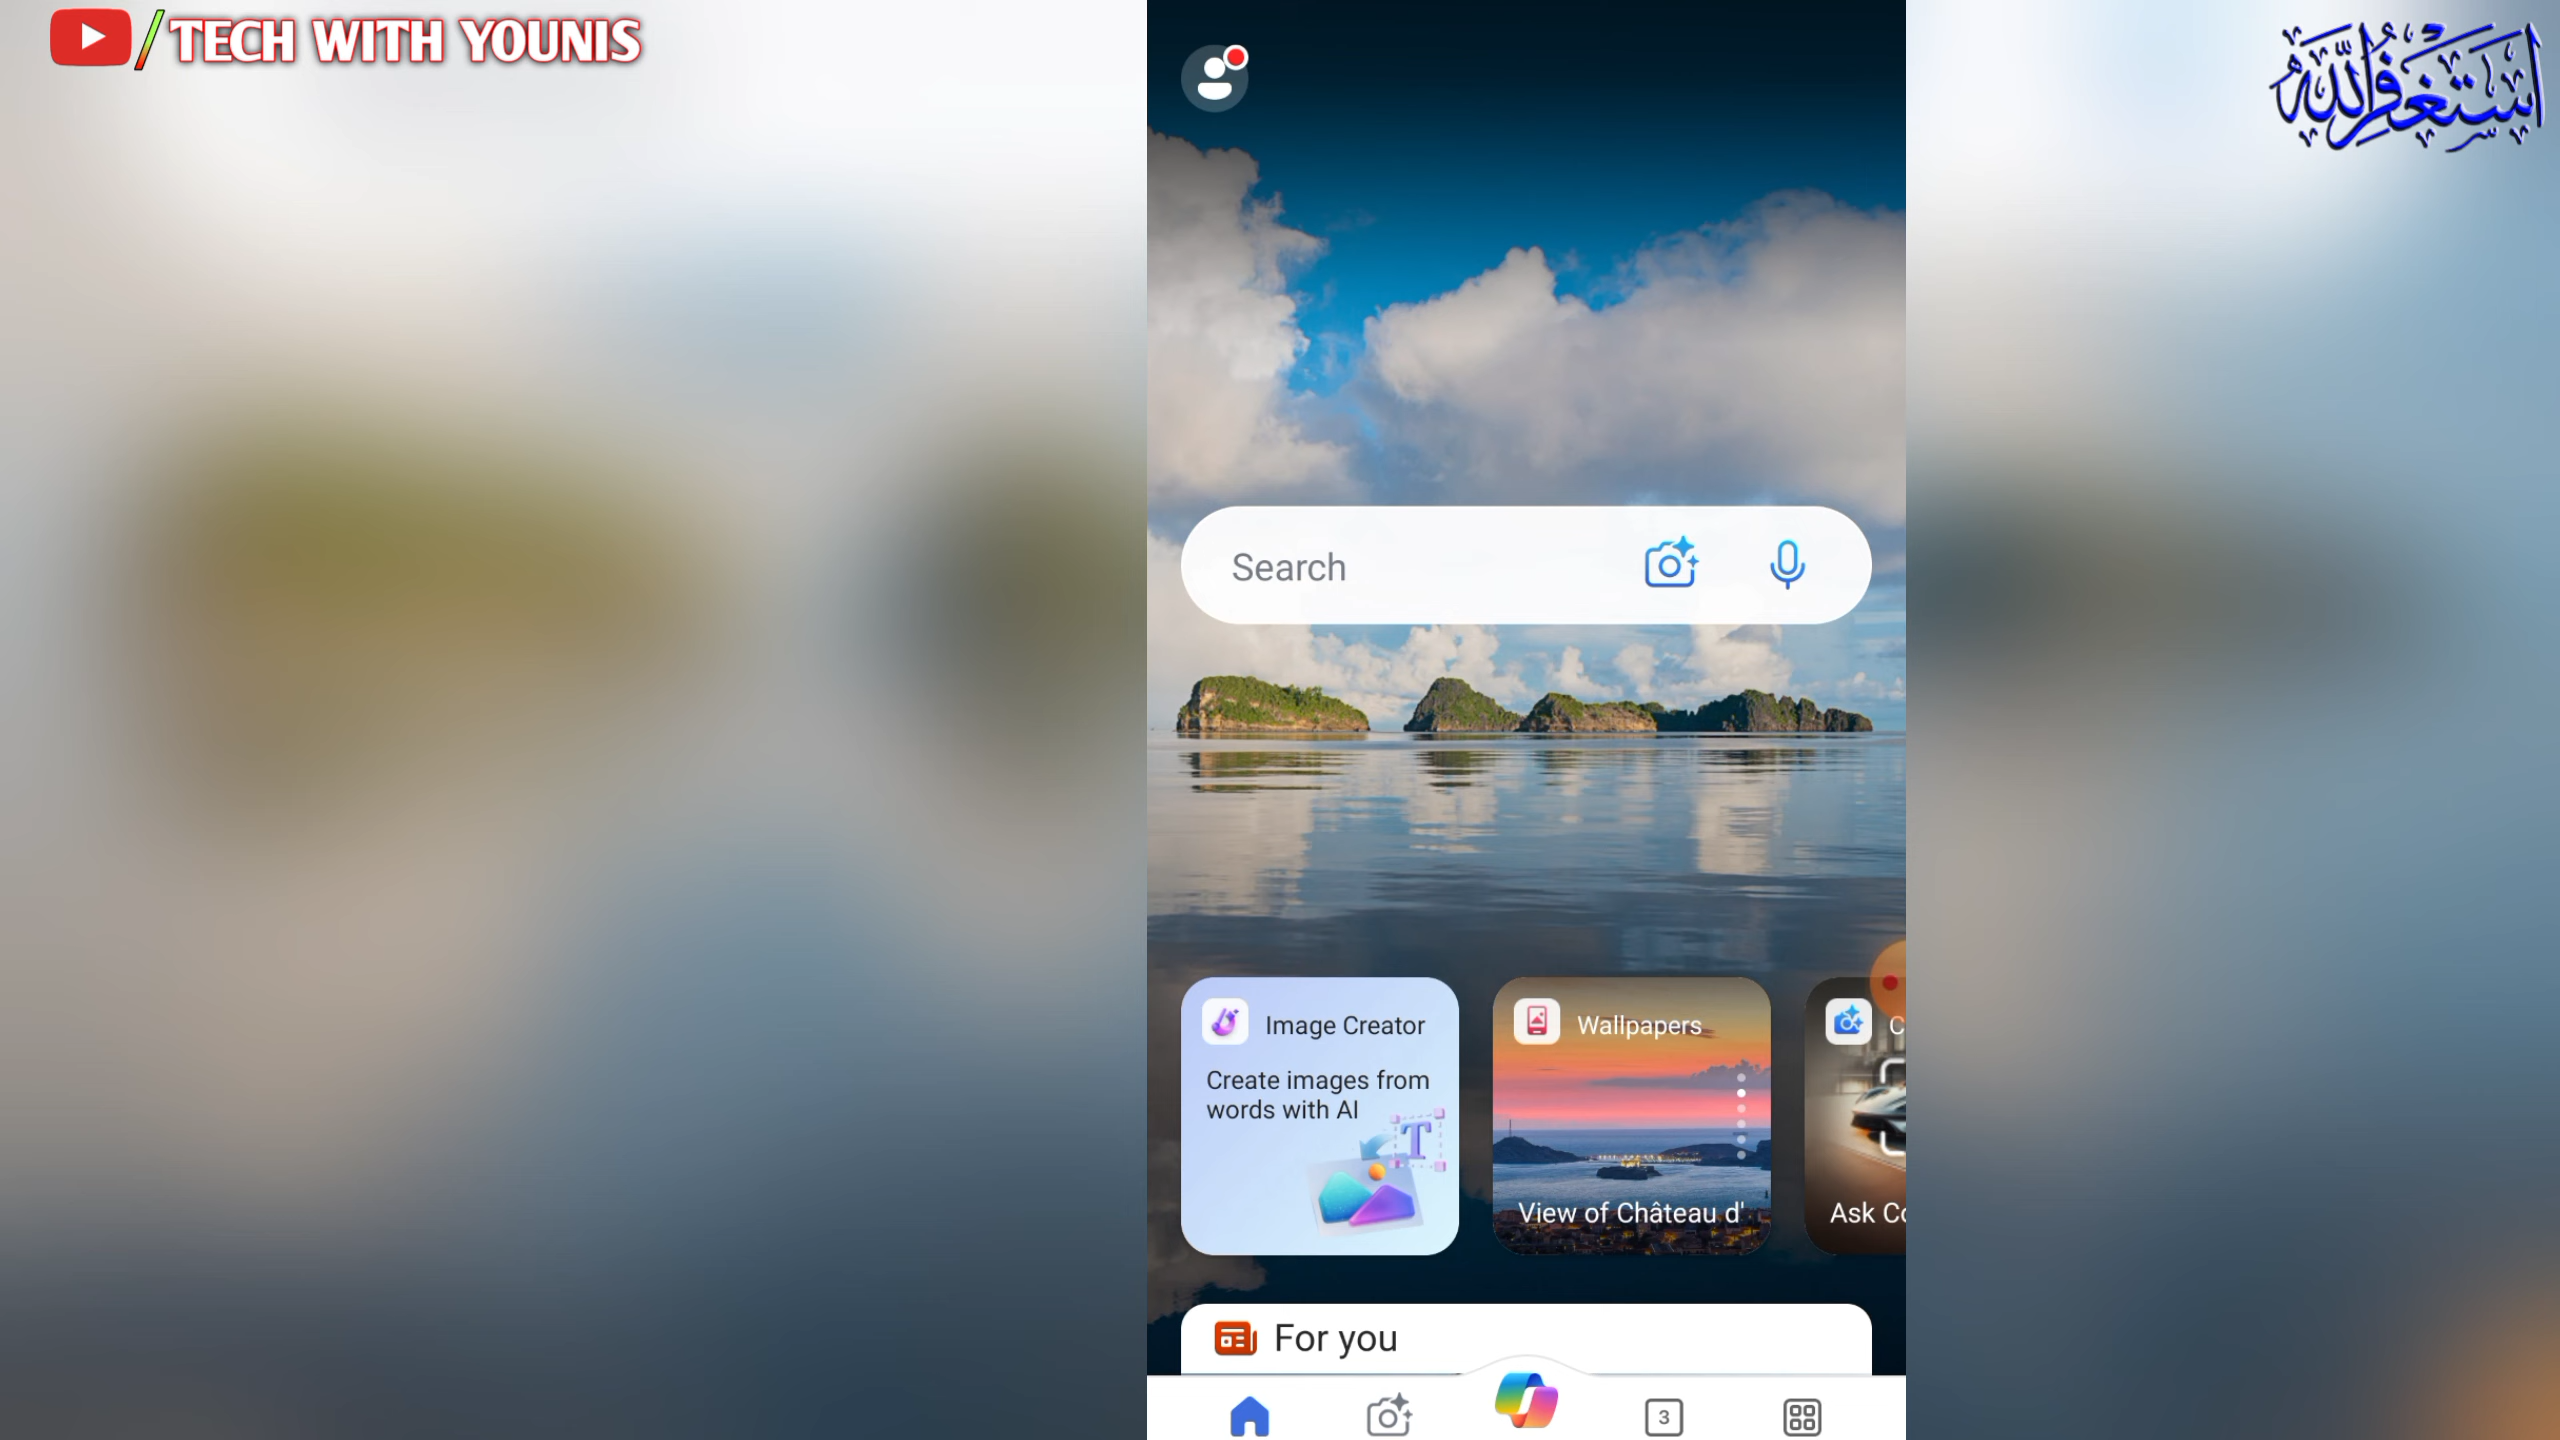 TECH WITH YOUNIS
اَسْتَغْفِرُاللّٰه
Search
Image Creator
Create images from
words with AI
Wallpapers
View of Château d'
C
Ask Co
For you
3